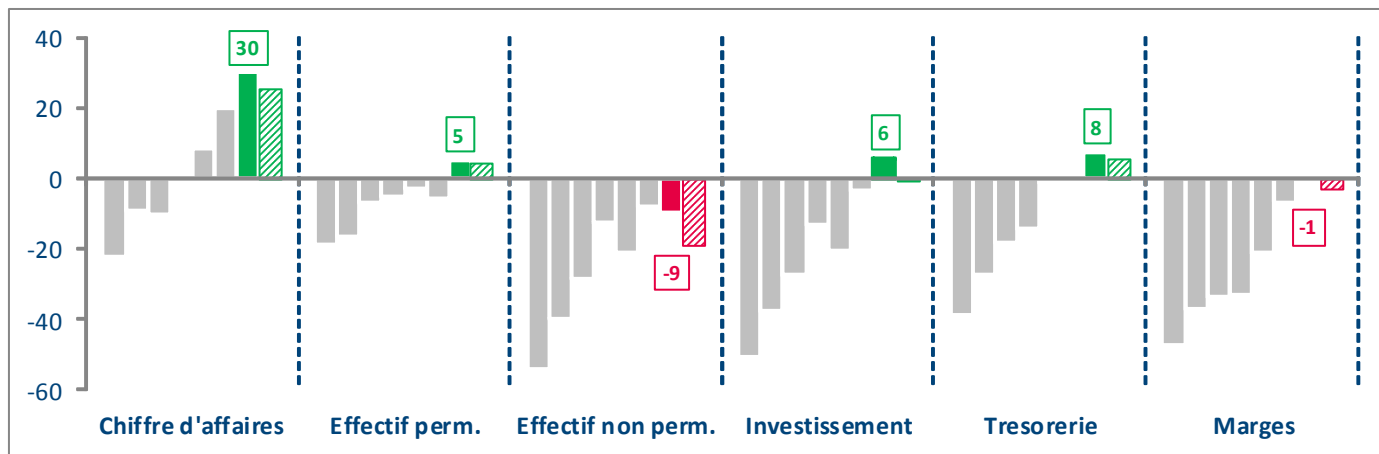 40
20
0
-20
-40
-60
30
5
-9
6
8
-1
Chiffre d'affaires
Effectif perm.
Effectif non perm.
Investissement
Tresorerie
Marges